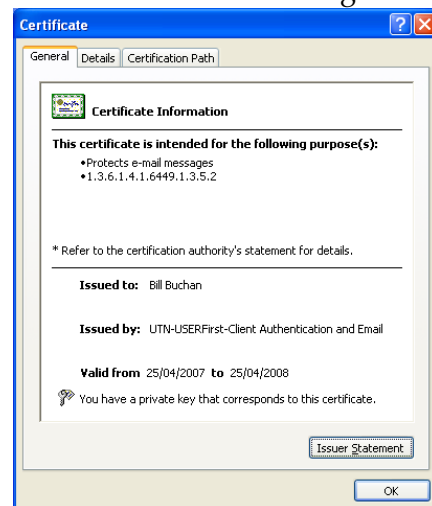 Certificate
General Details Certification Path
Certificate Information
This certificate is intended for the following purpose(s):
•Protects e-mail messages
•1.3.6.1.4.1.6449.1.3.5.2
* Refer to the certification authority's statement for details.
Issued to: Bill Buchan
Issued by: UTN-USERFirst-Client Authentication and Email
Valid from 25/04/2007 to 25/04/2008
You have a private key that corresponds to this certificate.
Issuer Statement
OK